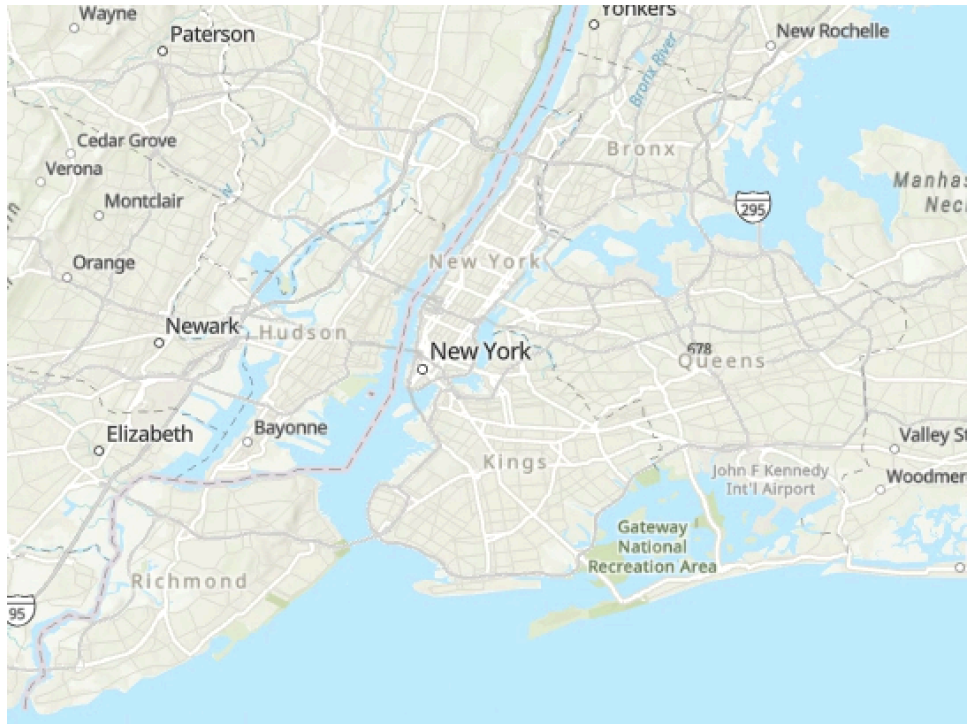 Wayne
Yonkers
New Rochelle
Paterson
Bronx River
Cedar Grove
Bronx
Verona
Montclair
295
Orange
New York
Newark
Hudson
New York
678
Queens
Elizabeth
Bayonne
Valley
Kings
John F Kennedy
Int'l Airport
Gateway
National
Recreation Area
Richmond
95